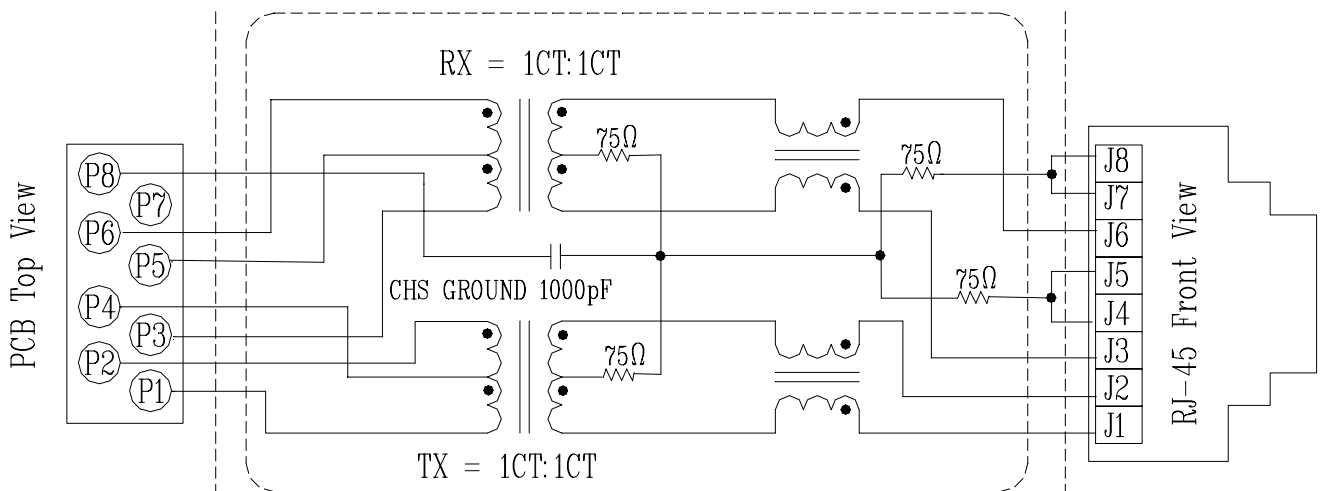 RX = 1CT:1CT
75Ω
75Ω
P8
P7
P6
P5
P4
P3
P2
P1
PCB Top View
J8
J7
J6
J5
J4
J3
J2
J1
RJ-45 Front View
75Ω
CHS GROUND 1000pF
75Ω
TX = 1CT:1CT